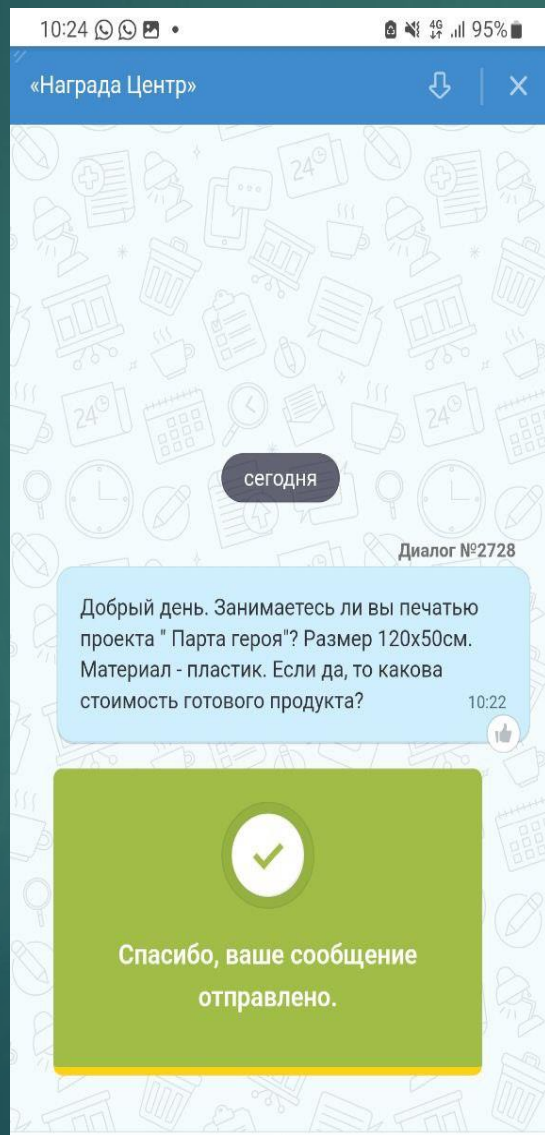 10:24 4G 95%
«Награда Центр»
сегодня
Диалог №2728
Добрый день. Занимаетесь ли вы печатью
проекта " Парта героя"? Размер 120х50см.
Материал - пластик. Если да, то какова
стоимость готового продукта? 10:22
Спасибо, ваше сообщение
отправлено.